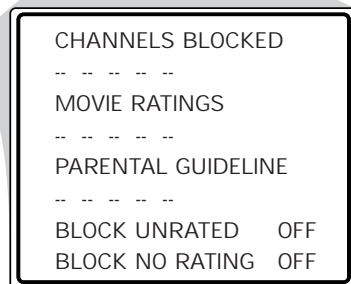 CHANNELS BLOCKED
-- -- -- -- --
MOVIE RATINGS
-- -- -- -- --
PARENTAL GUIDELINE
-- -- -- -- --
BLOCK UNRATED OFF
BLOCK NO RATING OFF